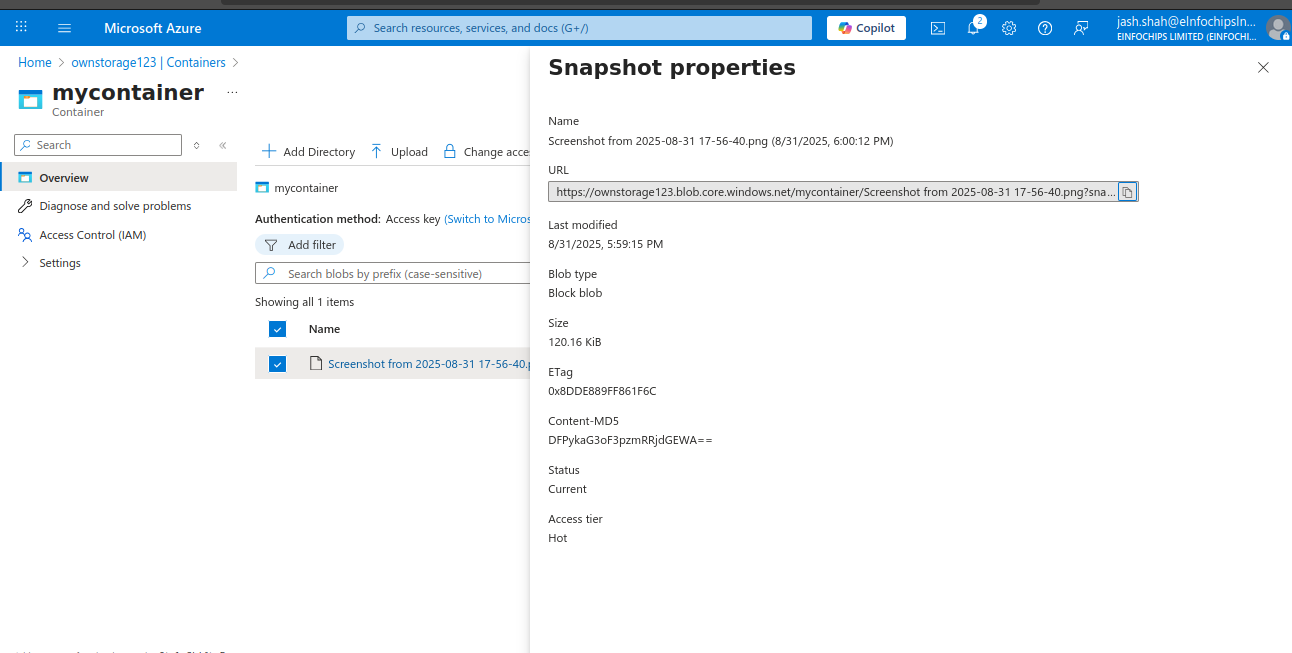 Microsoft Azure
Search resources, services, and docs (G+/)
Copilot
2
jash.shah@eInfochipsIn...
EINFOCHIPS LIMITED (EINFOCHI...
Home > ownstorage123 | Containers >
mycontainer ...
Container
Search
Overview
Diagnose and solve problems
Access Control (IAM)
Settings
Add Directory Upload Change acce
mycontainer
Authentication method: Access key (Switch to Micros
Add filter
Search blobs by prefix (case-sensitive)
Showing all 1 items
Name
Screenshot from 2025-08-31 17-56-40.p
Snapshot properties
Name
Screenshot from 2025-08-31 17-56-40.png (8/31/2025, 6:00:12 PM)
URL
https://ownstorage123.blob.core.windows.net/mycontainer/Screenshot from 2025-08-31 17-56-40.png?sna...
Last modified
8/31/2025, 5:59:15 PM
Blob type
Block blob
Size
120.16 KiB
ETag
0x8DDE889FF861F6C
Content-MD5
DFPykaG3oF3pzmRRjdGEWA==
Status
Current
Access tier
Hot